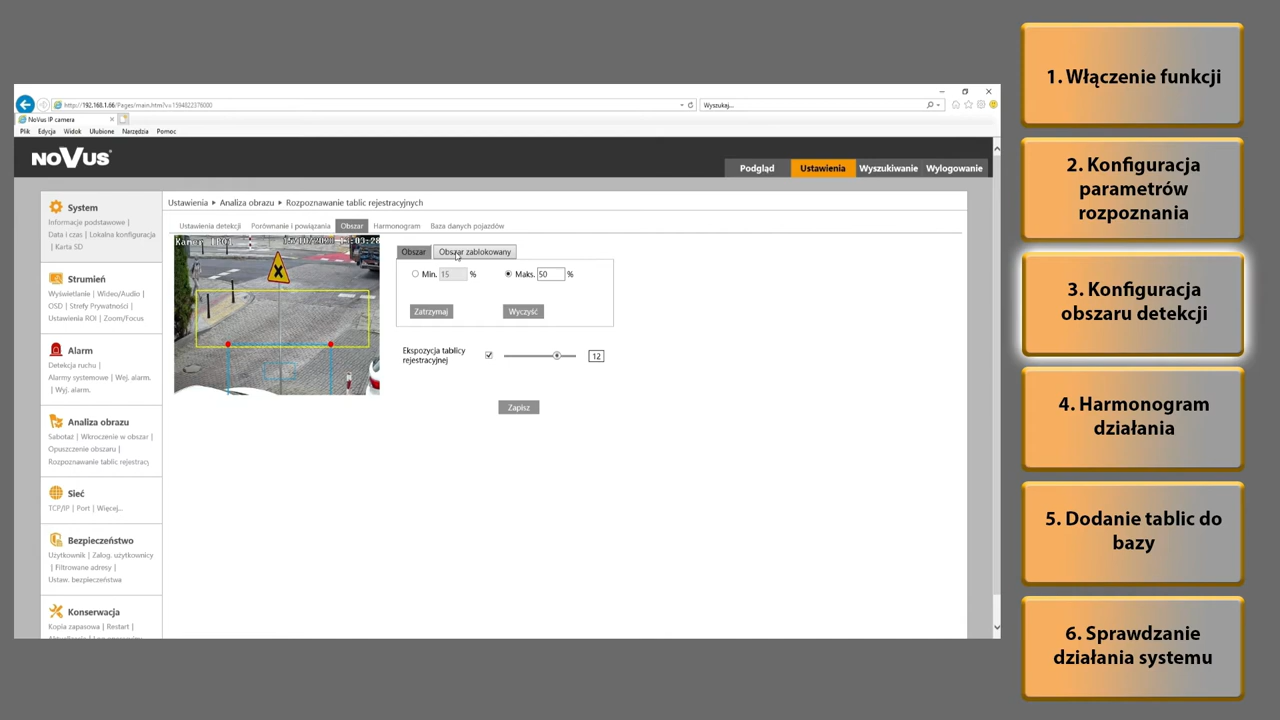 http://192.168.1.66/Pages/main.htm?v=1594822376000
Wyszukaj...
NoVus IP camera
Plik Edycja Widok Ulubione Narzędzia Pomoc
NOVUS
Podgląd Ustawienia Wyszukiwanie Wylogowanie
System
Informacje podstawowe |
Data i czas | Lokalna konfiguracja
| Karta SD
Strumień
Wyświetlanie | Wideo/Audio |
OSD | Strefy Prywatności |
Ustawienia ROI | Zoom/Focus
Alarm
Detekcja ruchu |
Alarmy systemowe | Wej. alarm.
| Wyj. alarm.
Analiza obrazu
Sabotaż | Wkroczenie w obszar |
Opuszczenie obszaru |
Rozpoznawanie tablic rejestracy
Sieć
TCP/IP | Port | Więcej...
Bezpieczeństwo
Użytkownik | Zalog. użytkownicy
| Filtrowane adresy |
Ustaw. bezpieczeństwa
Konserwacja
Kopia zapasowa | Restart |
Ustawienia ▸ Analiza obrazu ▸ Rozpoznawanie tablic rejestracyjnych
Ustawienia detekcji Porównanie i powiązania Obszar Harmonogram Baza danych pojazdów
Obszar Obszar zablokowany
Min. 15 % Maks. 50 %
Zatrzymaj Wyczyść
Ekspozycja tablicy
rejestracyjnej
12
Zapisz
1. Włączenie funkcji
2. Konfiguracja
parametrów
rozpoznania
3. Konfiguracja
obszaru detekcji
4. Harmonogram
działania
5. Dodanie tablic do
bazy
6. Sprawdzanie
działania systemu